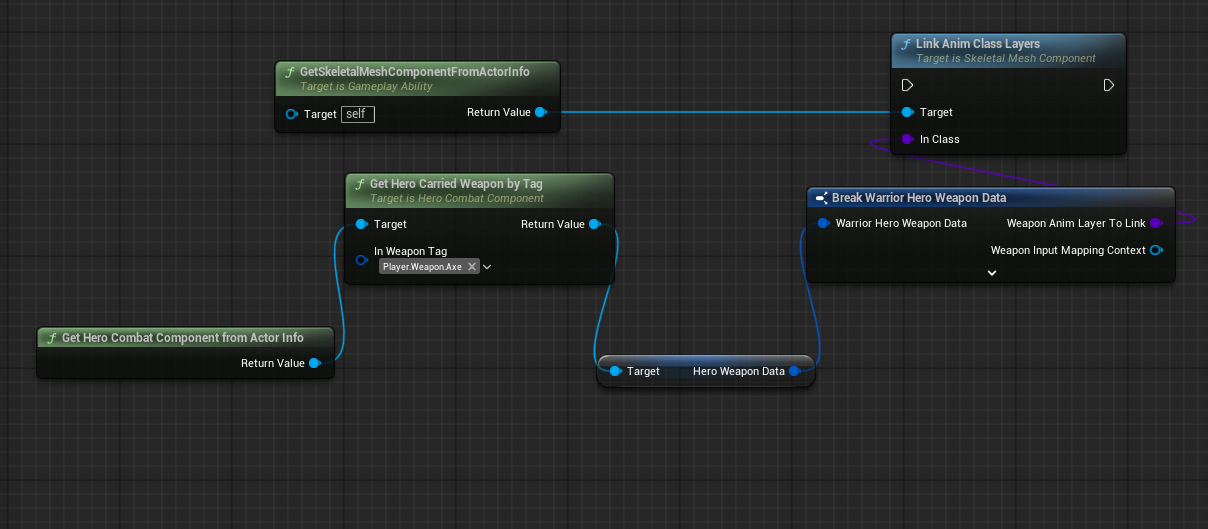 Link Anim Class Layers
Target is Skeletal Mesh Component
Target
In Class
GetSkeletalMeshComponentFromActorInfo
Target is Gameplay Ability
Target self
Return Value
Get Hero Carried Weapon by Tag
Target is Hero Combat Component
Target
Return Value
In Weapon Tag
Player.Weapon.Axe
Break Warrior Hero Weapon Data
Warrior Hero Weapon Data
Weapon Anim Layer To Link
Weapon Input Mapping Context
Get Hero Combat Component from Actor Info
Return Value
Target
Hero Weapon Data